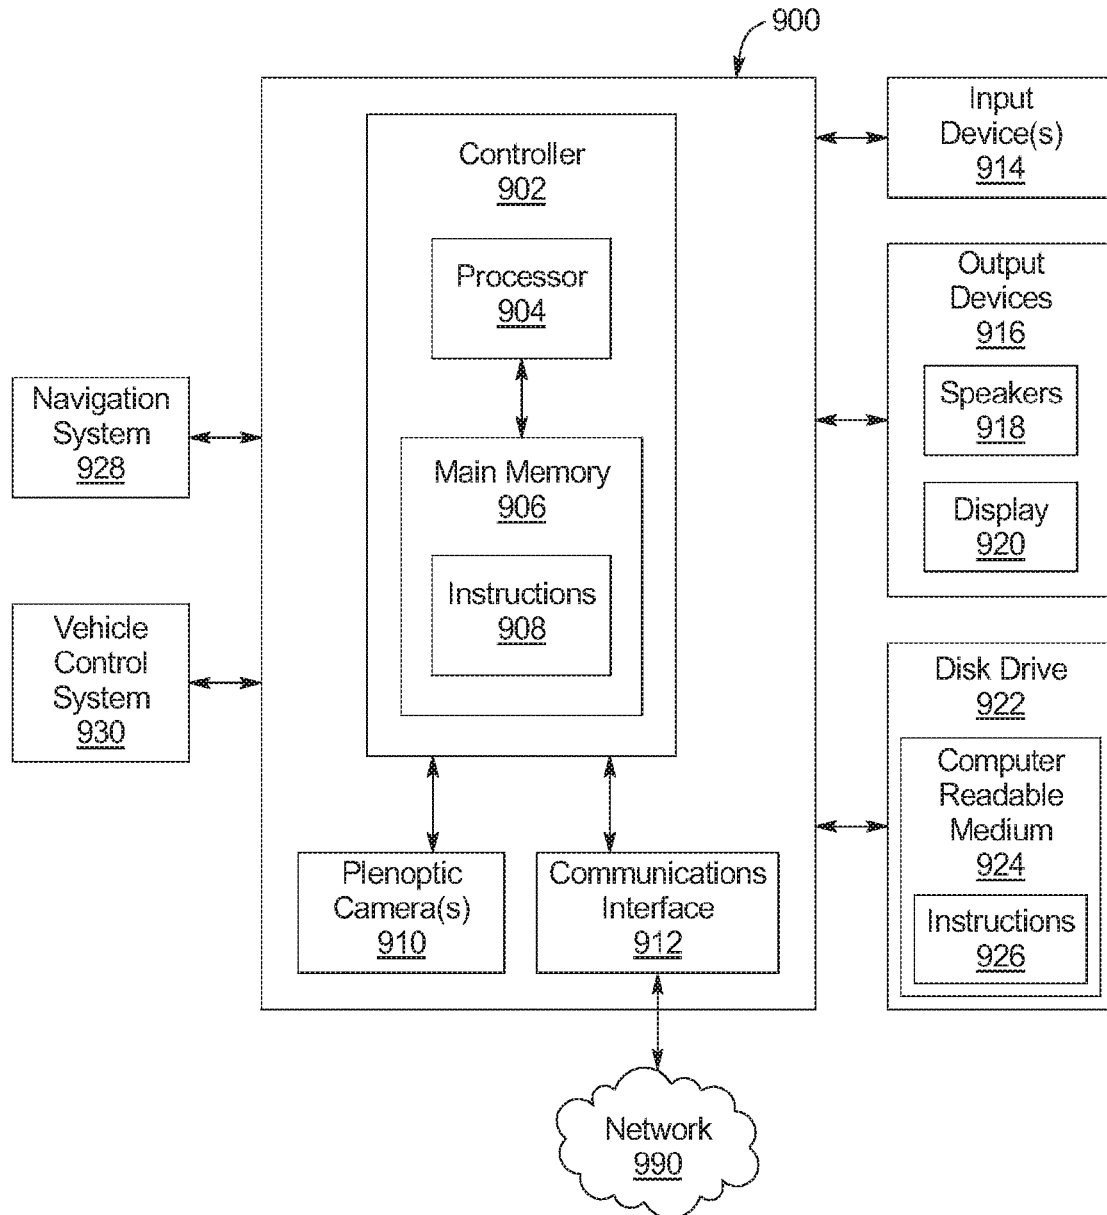 900
Controller
902
Processor
904
Main Memory
906
Instructions
908
Plenoptic
Camera(s)
910
Communications
Interface
912
Navigation
System
928
Vehicle
Control
System
930
Input
Device(s)
914
Output
Devices
916
Speakers
918
Display
920
Disk Drive
922
Computer
Readable
Medium
924
Instructions
926
Network
990